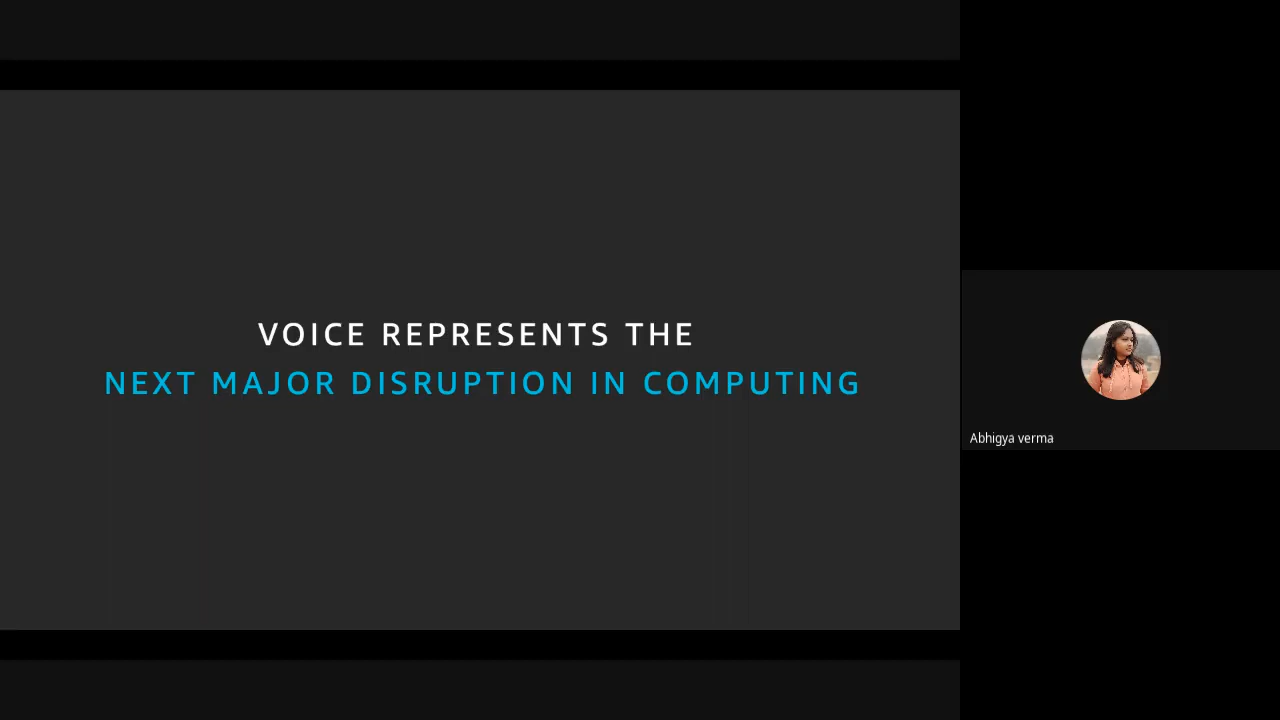 VOICE REPRESENTS THE
NEXT MAJOR DISRUPTION IN COMPUTING
Abhigya verma